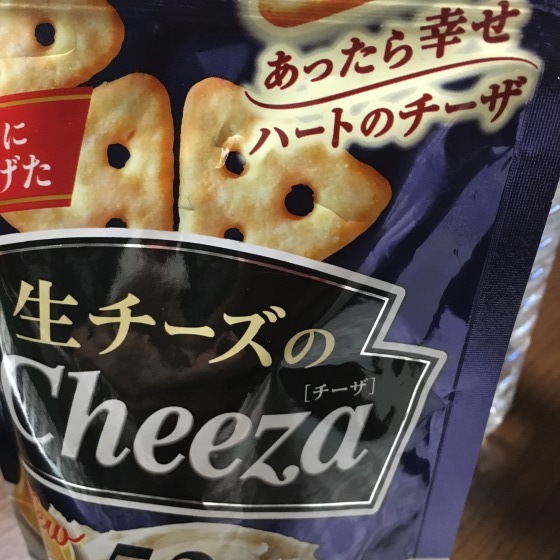 あったら幸せ
ハートのチーザ
に
げた
生チーズの
Cheeza
[チーザ]